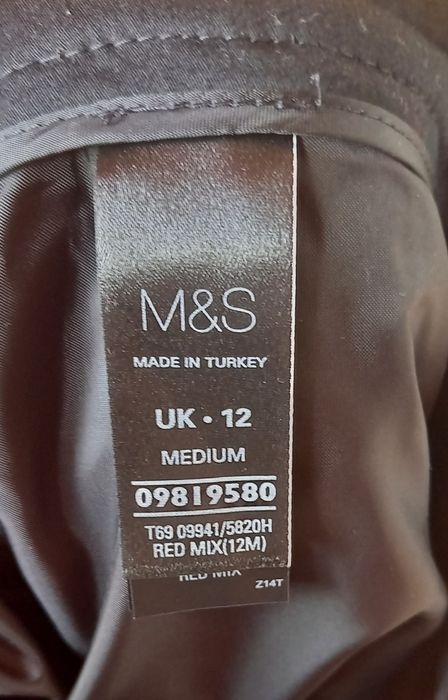 M&S
MADE IN TURKEY
UK • 12
MEDIUM
09819580
T69 09941/5820H
RED MIX(12M)
RED MIX
Z14T